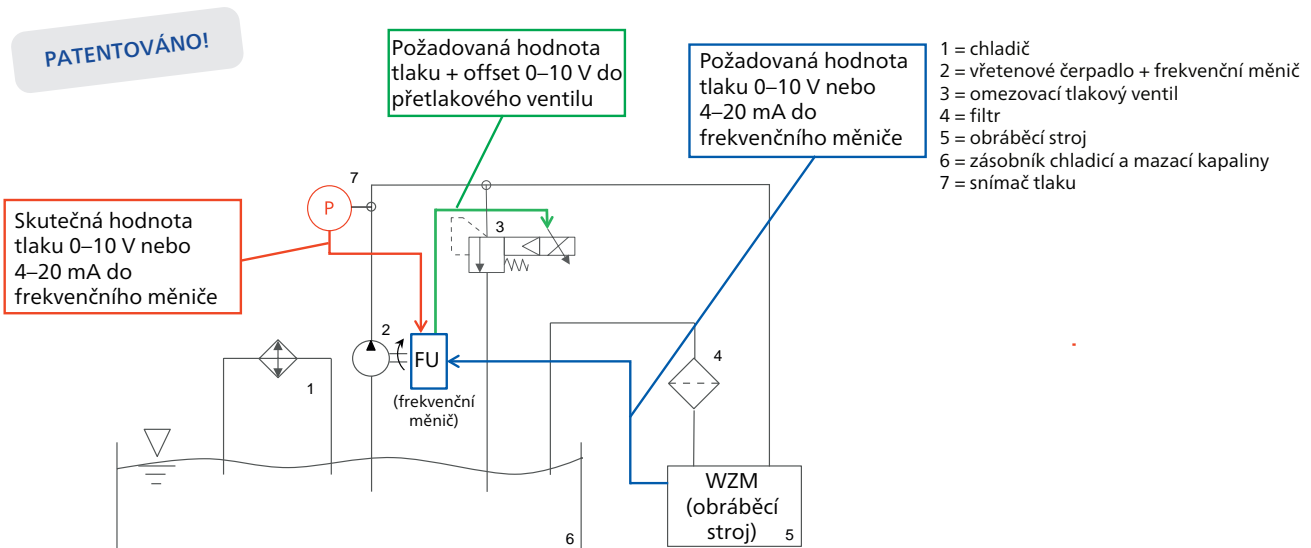 PATENTOVÁNO!
Požadovaná hodnota
tlaku + offset 0–10 V do
přetlakového ventilu
Požadovaná hodnota
tlaku 0–10 V nebo
4–20 mA do
frekvenčního měniče
1 = chladič
2 = vřetenové čerpadlo + frekvenční měnič
3 = omezovací tlakový ventil
4 = filtr
5 = obráběcí stroj
6 = zásobník chladicí a mazací kapaliny
7 = snímač tlaku
Skutečná hodnota
tlaku 0–10 V nebo
4–20 mA do
frekvenčního měniče
7
P
3
2
FU
(frekvenční
měnič)
1
4
WZM
(obráběcí
stroj)
5
6